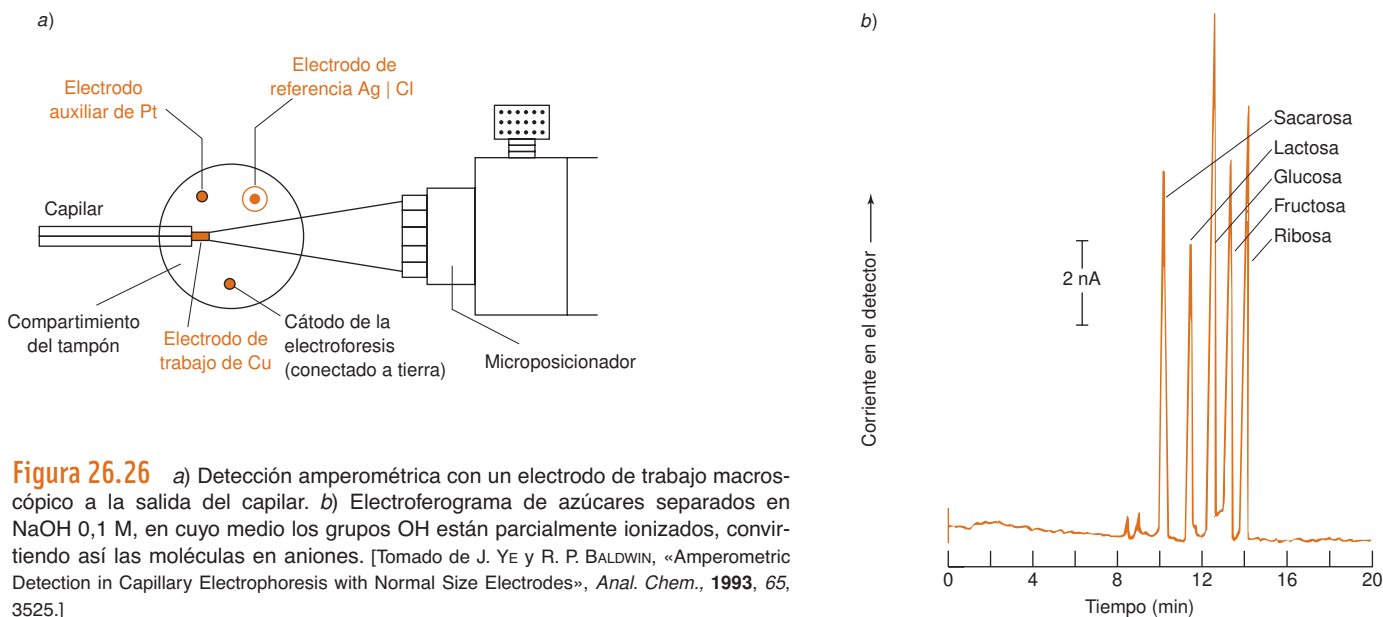 a)
Electrodo
auxiliar de Pt
Electrodo de
referencia Ag | Cl
Capilar
Compartimiento
del tampón
Electrodo de
trabajo de Cu
Cátodo de la
electroforesis
(conectado a tierra)
Microposicionador
Figura 26.26 a) Detección amperométrica con un electrodo de trabajo macros-
cópico a la salida del capilar. b) Electroferograma de azúcares separados en
NaOH 0,1 M, en cuyo medio los grupos OH están parcialmente ionizados, convir-
tiendo así las moléculas en aniones. [Tomado de J. YE y R. P. BALDWIN, «Amperometric
Detection in Capillary Electrophoresis with Normal Size Electrodes», Anal. Chem., 1993, 65,
3525.]
b)
Corriente en el detector
2 nA
Sacarosa
Lactosa
Glucosa
Fructosa
Ribosa
0 4 8 12 16 20
Tiempo (min)